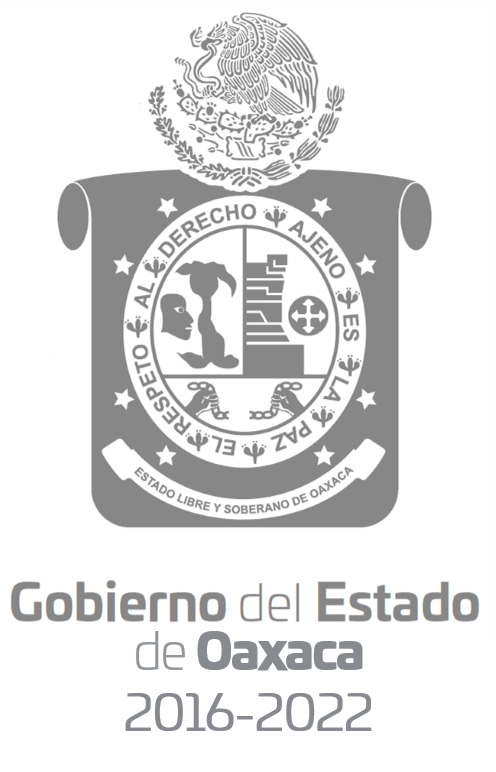 EL RESPETO AL DERECHO AJENO ES LA PAZ
ESTADO LIBRE Y SOBERANO DE OAXACA
Gobierno del Estado
de Oaxaca
2016-2022